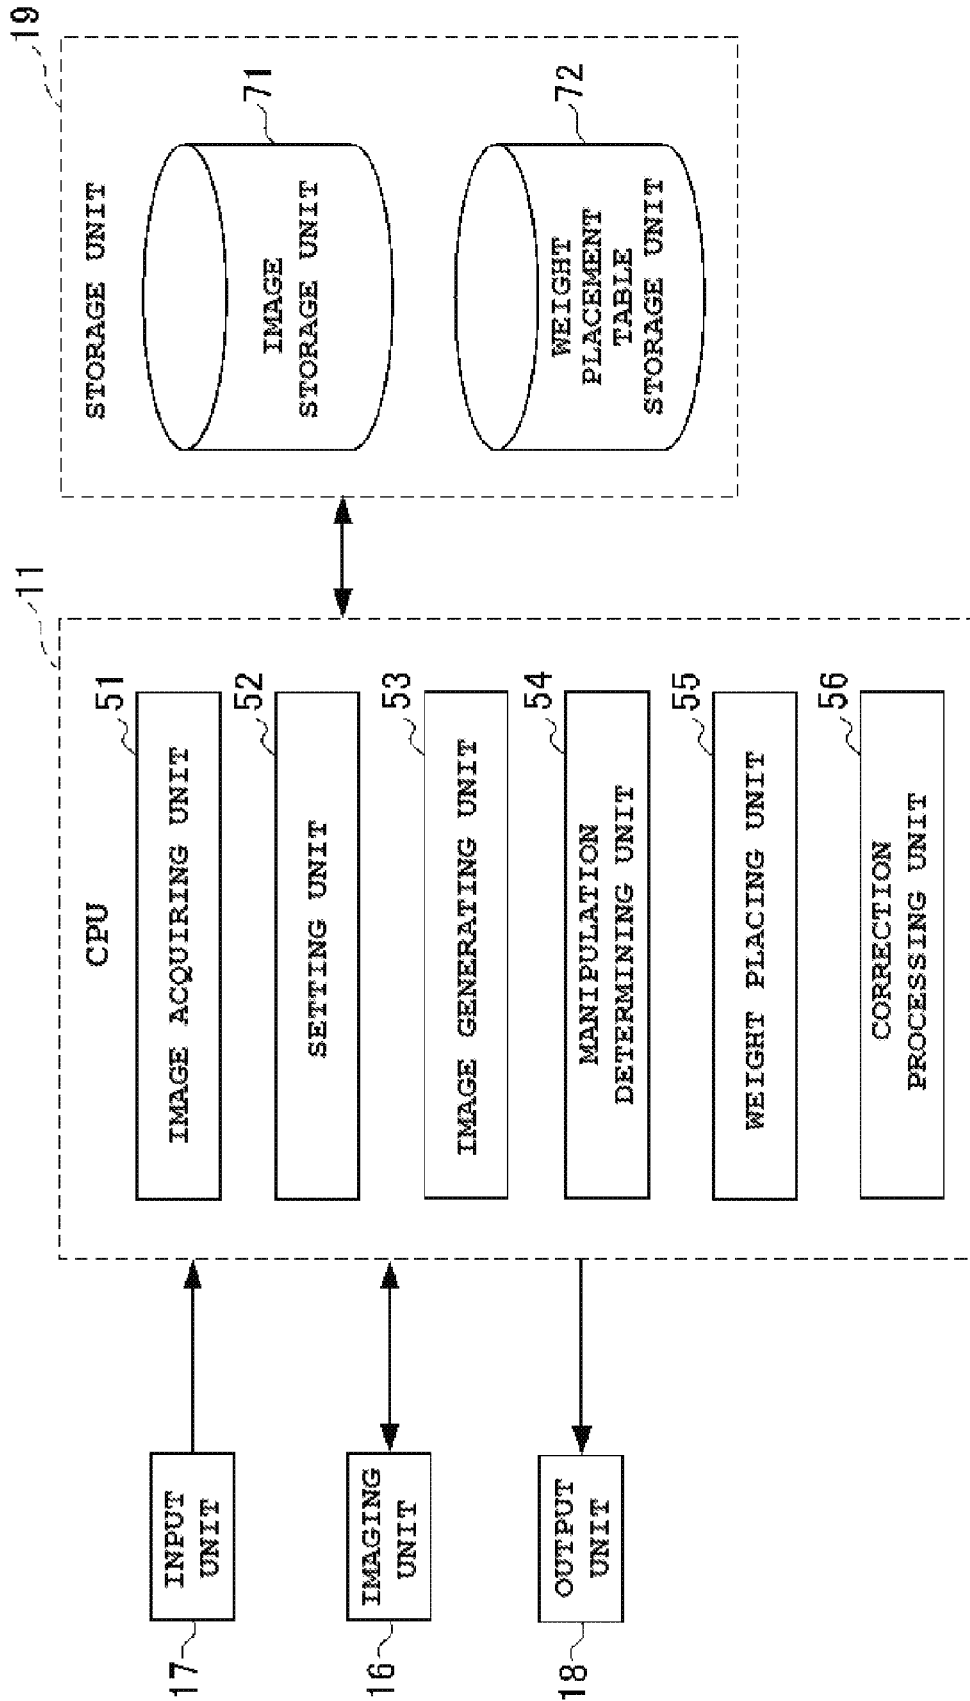 17
INPUT
UNIT
16
IMAGING
UNIT
18
OUTPUT
UNIT
11
CPU
51
IMAGE ACQUIRING UNIT
52
SETTING UNIT
53
IMAGE GENERATING UNIT
54
MANIPULATION
DETERMINING UNIT
55
WEIGHT PLACING UNIT
56
CORRECTION
PROCESSING UNIT
19
STORAGE UNIT
71
IMAGE
STORAGE UNIT
72
WEIGHT
PLACEMENT
TABLE
STORAGE UNIT